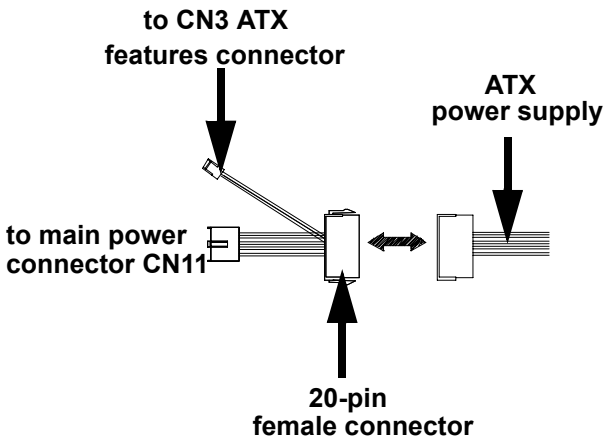 to CN3 ATX
features connector
ATX
power supply
to main power
connector CN11
20-pin
female connector